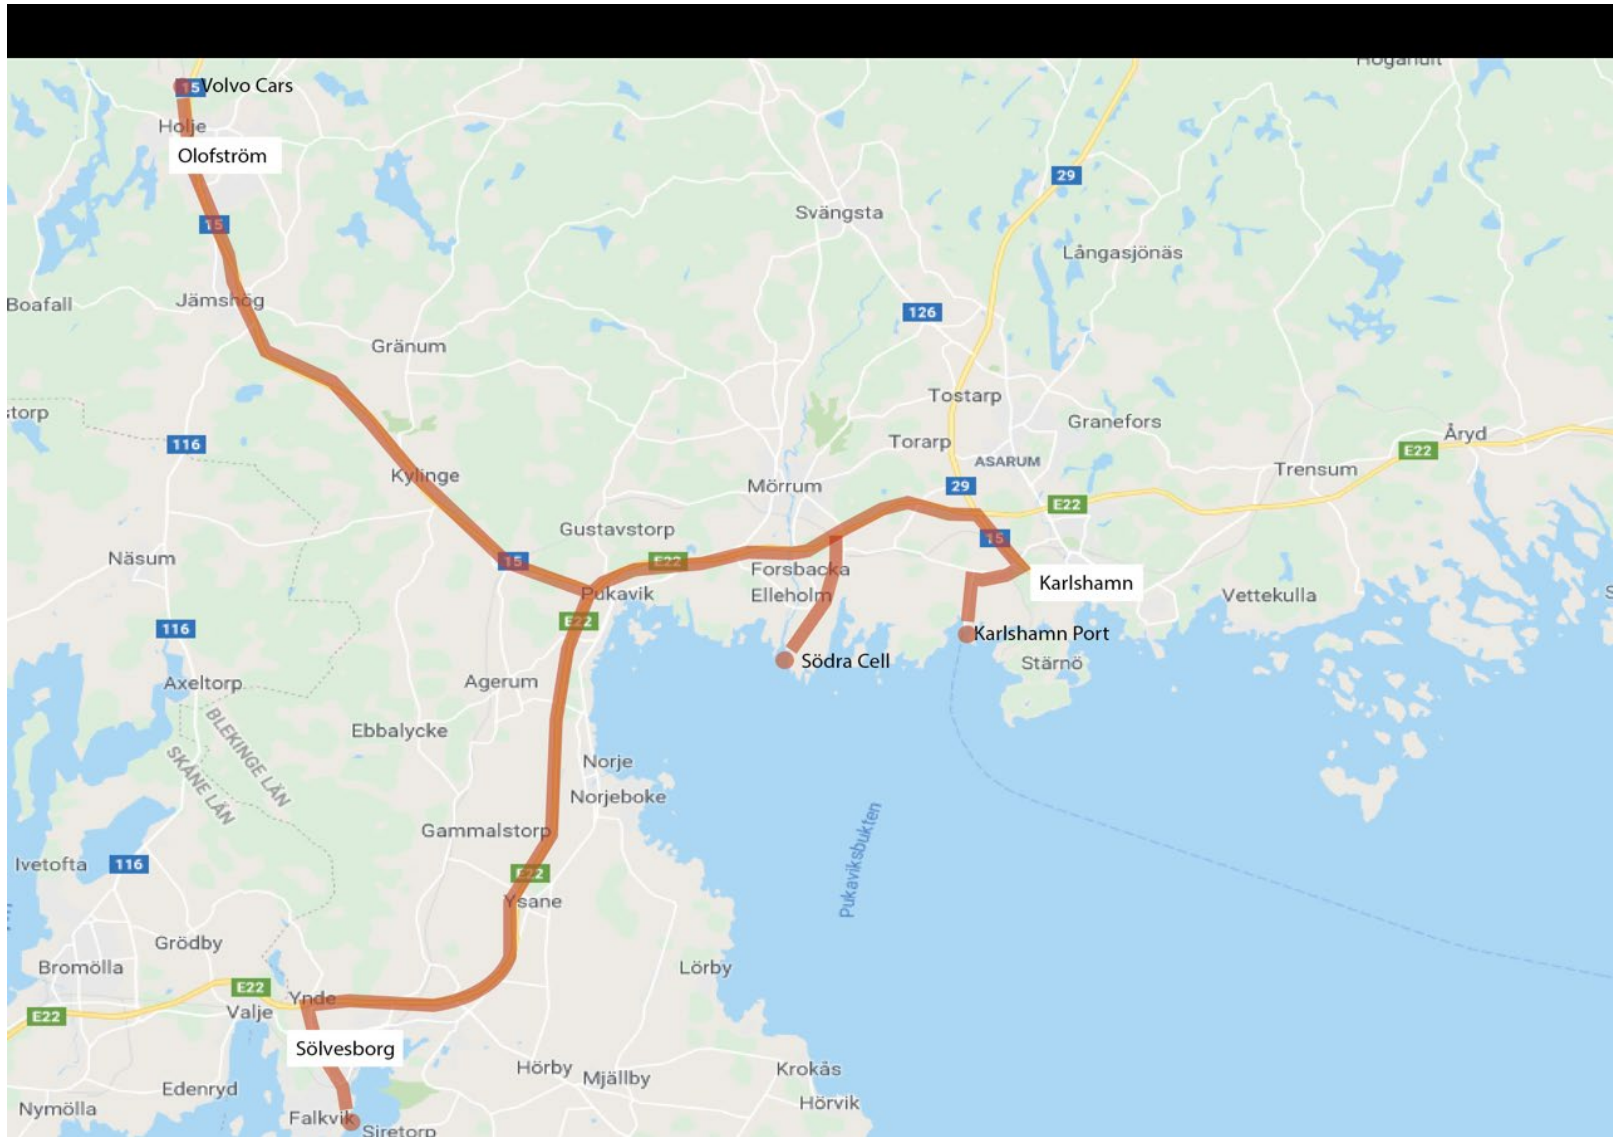 Volvo Cars
15
Holje
Olofström
15
29
Svängsta
Långasjönäs
Boafall
Jämshög
126
Gränum
Tostarp
storp
Granefors
116
Torarp
Åryd
E22
ASARUM
Trensum
Kylinge
Mörrum
29
E22
Gustavstorp
15
Näsum
15
E22
Forsbacka
Karlshamn
Pukavik
Elleholm
Vettekulla
E22
116
Karlshamn Port
Södra Cell
Stärnö
Axeltorp
Agerum
BLEKINGE LÄN
SKÅNE LÄN
Ebbalycke
Norje
Norjeboke
Gammalstorp
Pukaviksbukten
Ivetofta
116
E22
Ysane
Grödby
Bromölla
Lörby
E22
Ynde
Valje
E22
Sölvesborg
Hörby
Mjällby
Krokås
Edenryd
Nymölla
Falkvik
Hörvik
Siretorp